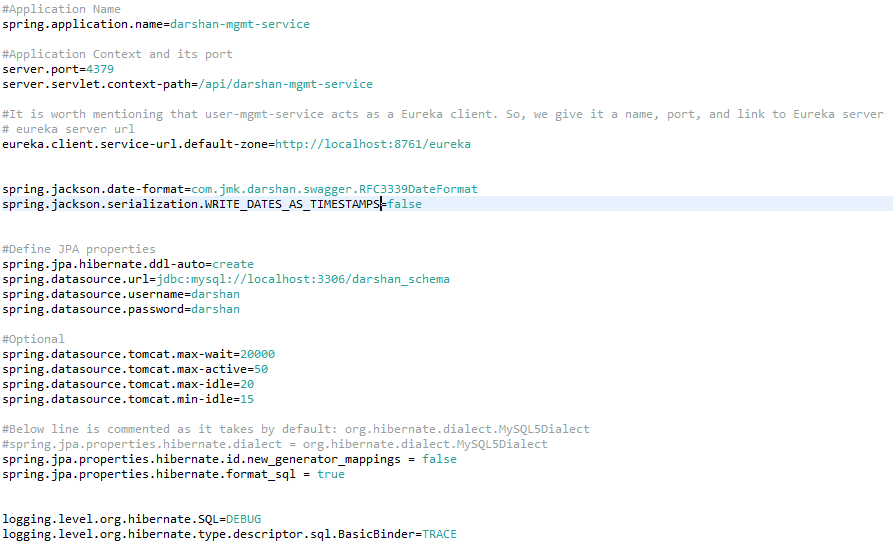 #Application Name
spring.application.name=darshan-mgmt-service
#Application Context and its port
server.port=4379
server.servlet.context-path=/api/darshan-mgmt-service
#It is worth mentioning that user-mgmt-service acts as a Eureka client. So, we give it a name, port, and link to Eureka server
# eureka server url
eureka.client.service-url.default-zone=http://localhost:8761/eureka
spring.jackson.date-format=com.jmk.darshan.swagger.RFC3339DateFormat
spring.jackson.serialization.WRITE_DATES_AS_TIMESTAMPS=false
#Define JPA properties
spring.jpa.hibernate.ddl-auto=create
spring.datasource.url=jdbc:mysql://localhost:3306/darshan_schema
spring.datasource.username=darshan
spring.datasource.password=darshan
#Optional
spring.datasource.tomcat.max-wait=20000
spring.datasource.tomcat.max-active=50
spring.datasource.tomcat.max-idle=20
spring.datasource.tomcat.min-idle=15
#Below line is commented as it takes by default: org.hibernate.dialect.MySQL5Dialect
#spring.jpa.properties.hibernate.dialect = org.hibernate.dialect.MySQL5Dialect
spring.jpa.properties.hibernate.id.new_generator_mappings = false
spring.jpa.properties.hibernate.format_sql = true
logging.level.org.hibernate.SQL=DEBUG
logging.level.org.hibernate.type.descriptor.sql.BasicBinder=TRACE